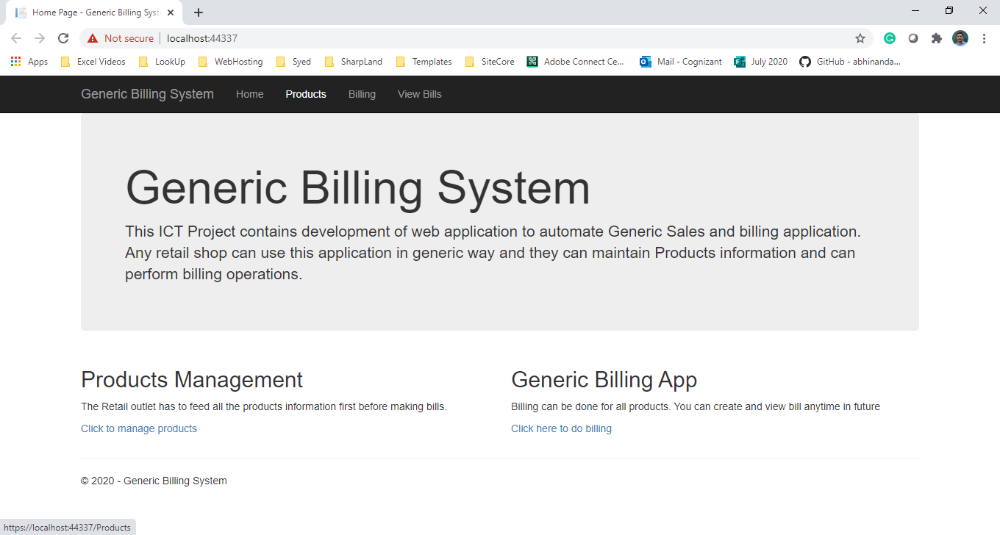 Home Page - Generic Billing Syst
Not secure | localhost:44337
Apps Excel Videos LookUp WebHosting Syed SharpLand Templates SiteCore Adobe Connect Ce... Mail - Cognizant July 2020 GitHub - abhinanda...
Generic Billing System Home Products Billing View Bills
Generic Billing System
This ICT Project contains development of web application to automate Generic Sales and billing application.
Any retail shop can use this application in generic way and they can maintain Products information and can
perform billing operations.
Products Management
The Retail outlet has to feed all the products information first before making bills.
Click to manage products
Generic Billing App
Billing can be done for all products. You can create and view bill anytime in future
Click here to do billing
© 2020 - Generic Billing System
https://localhost:44337/Products